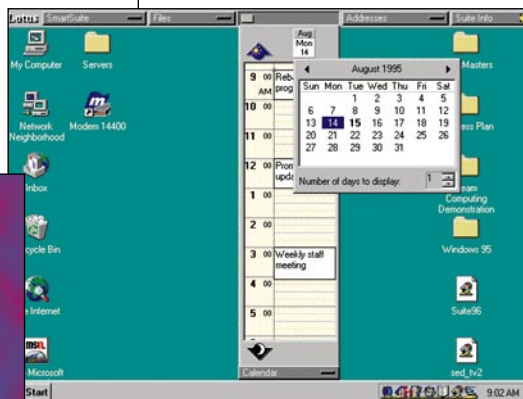 Lotus SmartSuite
Files
Addresses
Suite Info
My Computer
Servers
Network
Neighborhood
Modem 14400
Inbox
cycle Bin
Internet
msn
Microsoft
Start
Aug
Mon
14
9 00
AM
10 00
11 00
12 00
1 00
2 00
3 00 Weekly staff
meeting
4 00
5 00
Calendar
August 1995
Sun Mon Tue Wed Thu Fri Sat
1 2 3 4 5
6 7 8 9 10 11 12
13 14 15 16 17 18 19
20 21 22 23 24 25 26
27 28 29 30 31
Number of days to display: 1
Masters
ess Plan
eam
Computing
Demonstration
Windows 95
Suite96
sed_tv2
9:02 AM